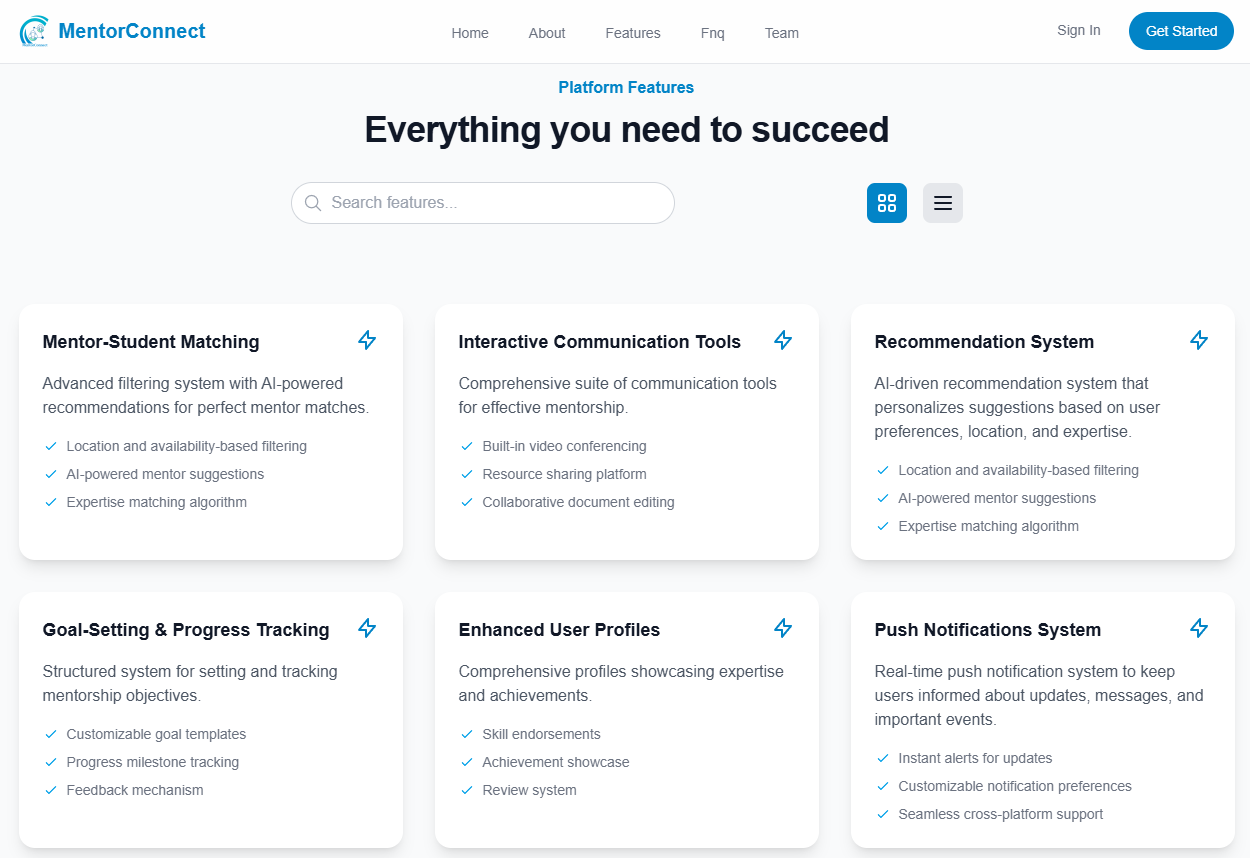 MentorConnect
Home About Features Fnq Team
Sign In Get Started
Platform Features
Everything you need to succeed
Search features...
Mentor-Student Matching
Advanced filtering system with AI-powered
recommendations for perfect mentor matches.
Location and availability-based filtering
AI-powered mentor suggestions
Expertise matching algorithm
Interactive Communication Tools
Comprehensive suite of communication tools
for effective mentorship.
Built-in video conferencing
Resource sharing platform
Collaborative document editing
Recommendation System
AI-driven recommendation system that
personalizes suggestions based on user
preferences, location, and expertise.
Location and availability-based filtering
AI-powered mentor suggestions
Expertise matching algorithm
Goal-Setting & Progress Tracking
Structured system for setting and tracking
mentorship objectives.
Customizable goal templates
Progress milestone tracking
Feedback mechanism
Enhanced User Profiles
Comprehensive profiles showcasing expertise
and achievements.
Skill endorsements
Achievement showcase
Review system
Push Notifications System
Real-time push notification system to keep
users informed about updates, messages, and
important events.
Instant alerts for updates
Customizable notification preferences
Seamless cross-platform support